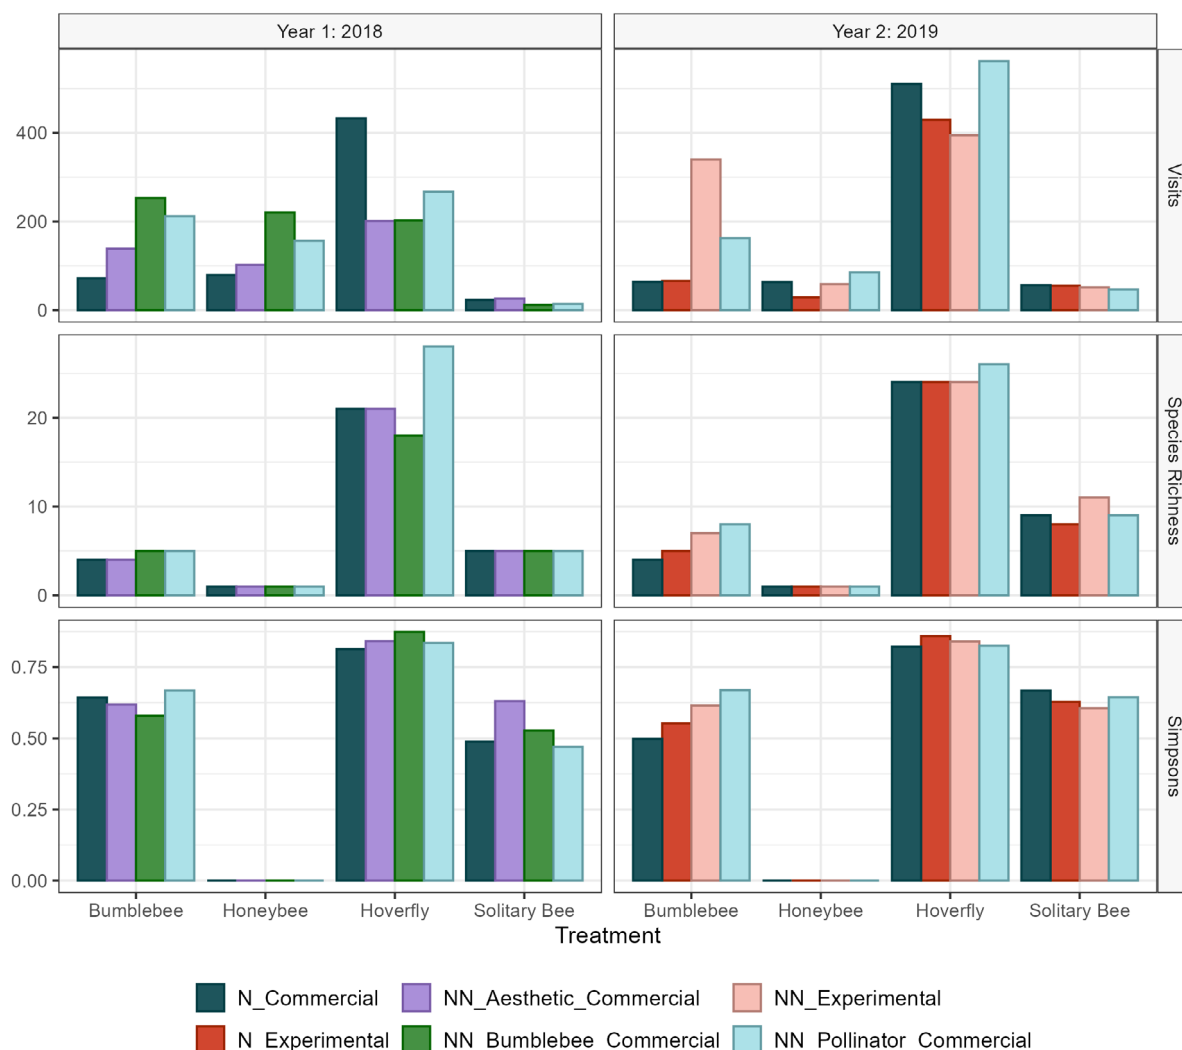 Year 1: 2018 Year 2: 2019
400
200
0
Visits
20
10
0
Species Richness
0.75
0.50
0.25
0.00
Simpsons
Bumblebee Honeybee Hoverfly Solitary Bee Bumblebee Honeybee Hoverfly Solitary Bee
Treatment
N_Commercial NN_Aesthetic_Commercial NN_Experimental
N_Experimental NN_Bumblebee_Commercial NN_Pollinator_Commercial